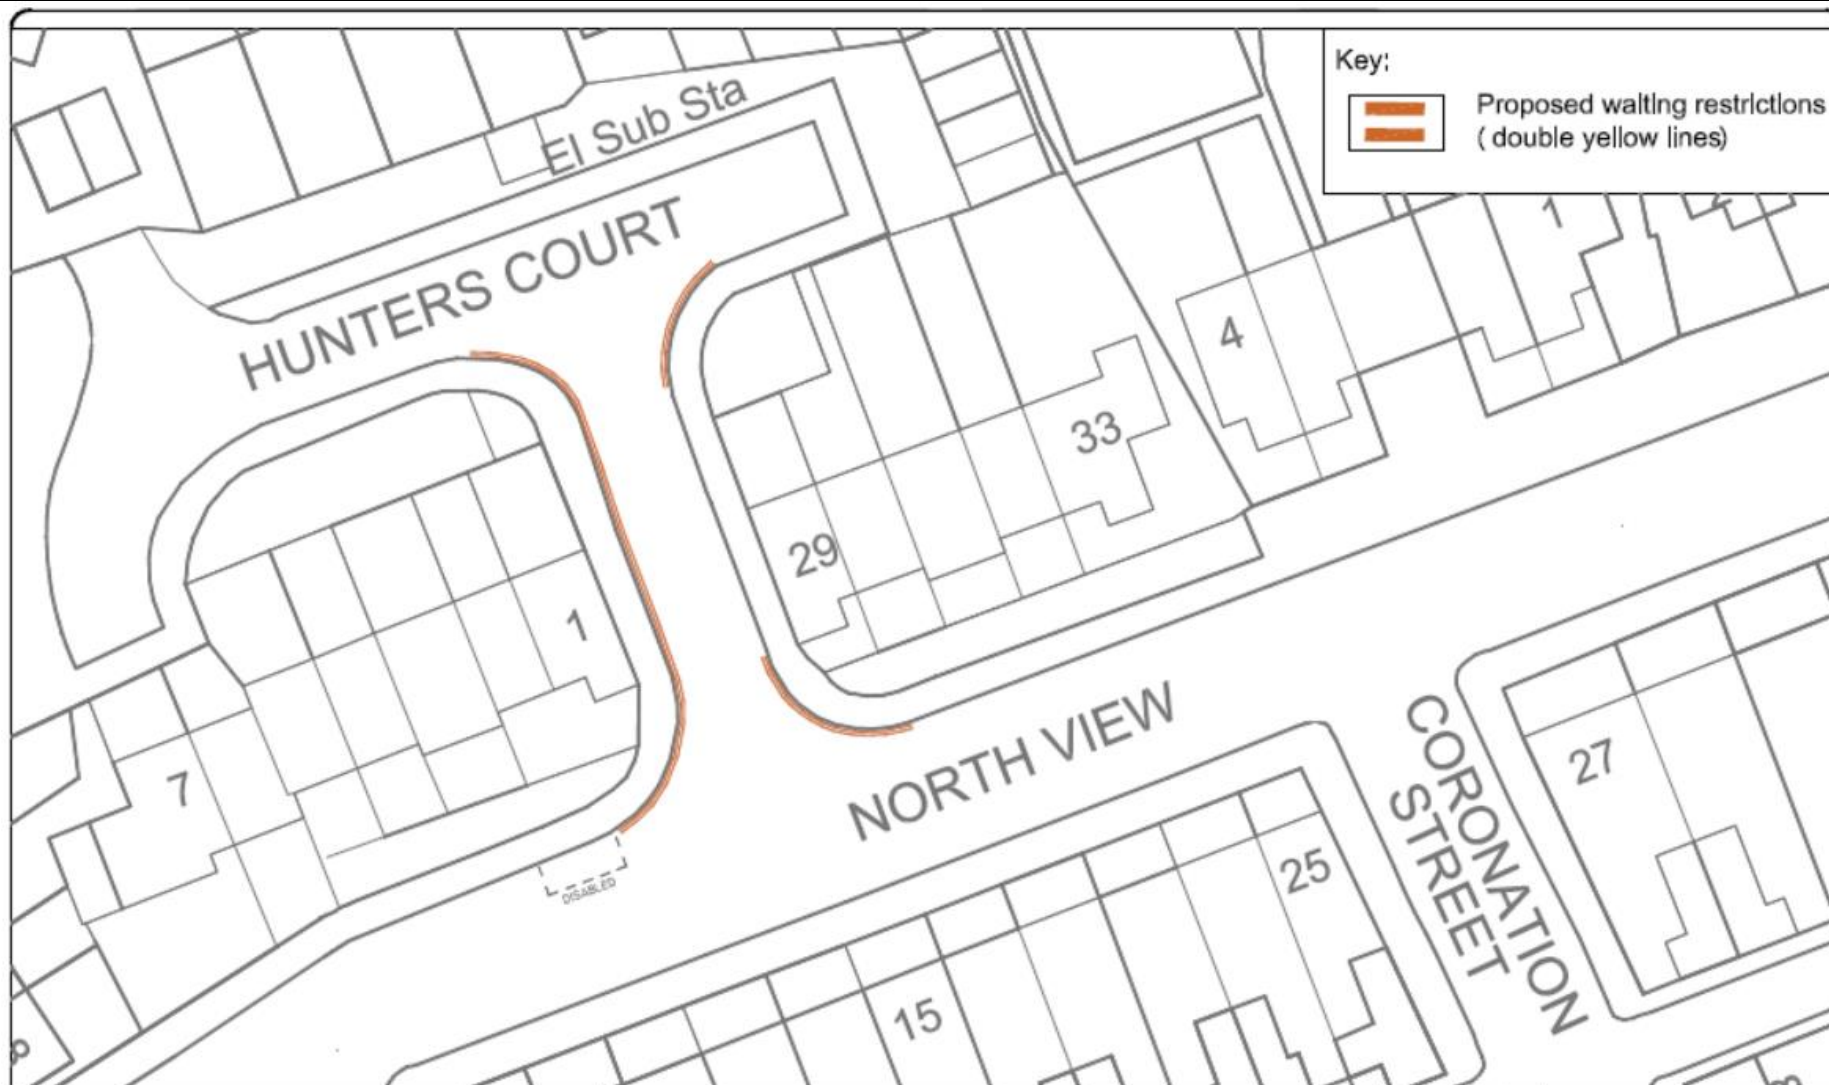 Key:
Proposed waiting restrictions
( double yellow lines)
El Sub Sta
HUNTERS COURT
1
4
33
29
1
7
NORTH VIEW
CORONATION
STREET
27
25
15
DISABLED
8